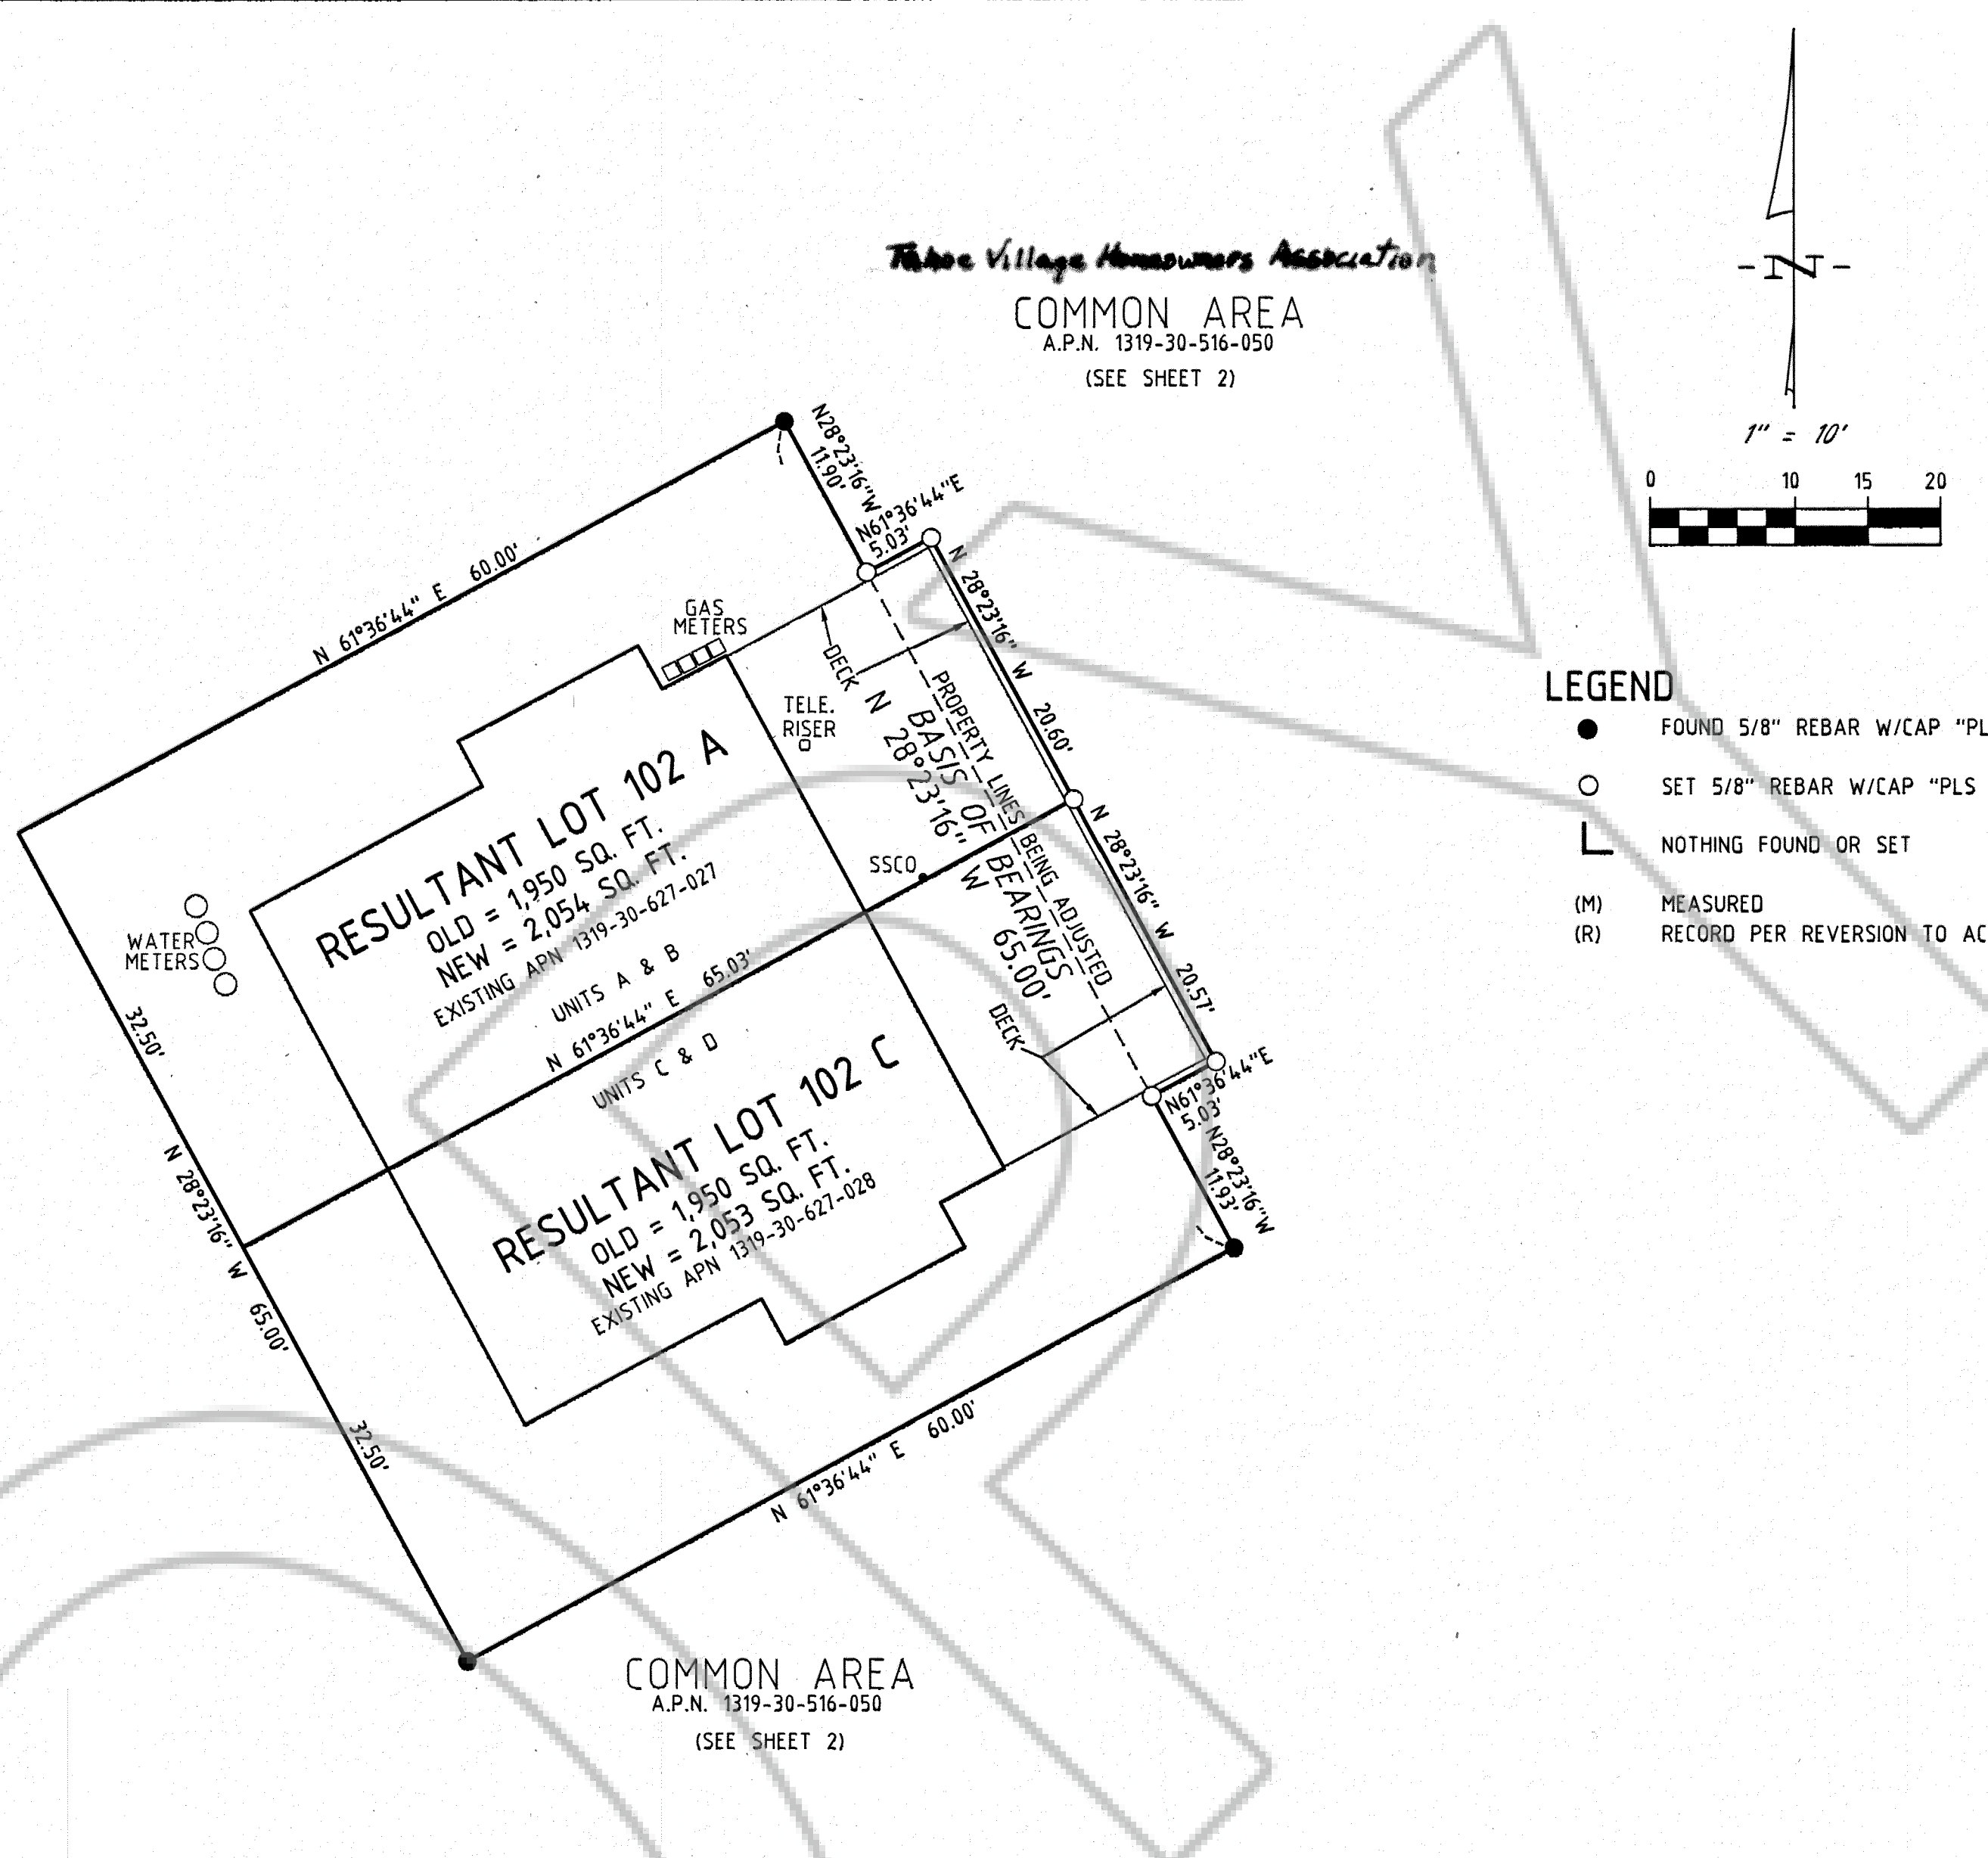 Tahoe Village Homeowners Association
COMMON AREA
A.P.N. 1319-30-516-050
(SEE SHEET 2)
1" = 10'
0 10 15 20
N28°23'16"W
11.90'
N61°36'44"E
5.03'
N 61°36'44" E 60.00'
GAS
METERS
DECK
N 28°23'16" W 20.60'
TELE.
RISER
PROPERTY LINES BEING ADJUSTED
BASIS OF BEARINGS
N 28°23'16" W 65.00'
LEGEND
FOUND 5/8" REBAR W/CAP "PL
SET 5/8" REBAR W/CAP "PLS
NOTHING FOUND OR SET
(M) MEASURED
(R) RECORD PER REVERSION TO AC
RESULTANT LOT 102 A
OLD = 1,950 SQ. FT.
NEW = 2,054 SQ. FT.
EXISTING APN 1319-30-627-027
SSCO
N 28°23'16" W 20.57'
WATER
METERS
UNITS A & B
N 61°36'44" E 65.03'
UNITS C & D
32.50'
DECK
N61°36'44"E
5.03'
RESULTANT LOT 102 C
OLD = 1,950 SQ. FT.
NEW = 2,053 SQ. FT.
EXISTING APN 1319-30-627-028
N28°23'16"W
11.93'
N 28°23'16" W 65.00'
32.50'
N 61°36'44" E 60.00'
COMMON AREA
A.P.N. 1319-30-516-050
(SEE SHEET 2)